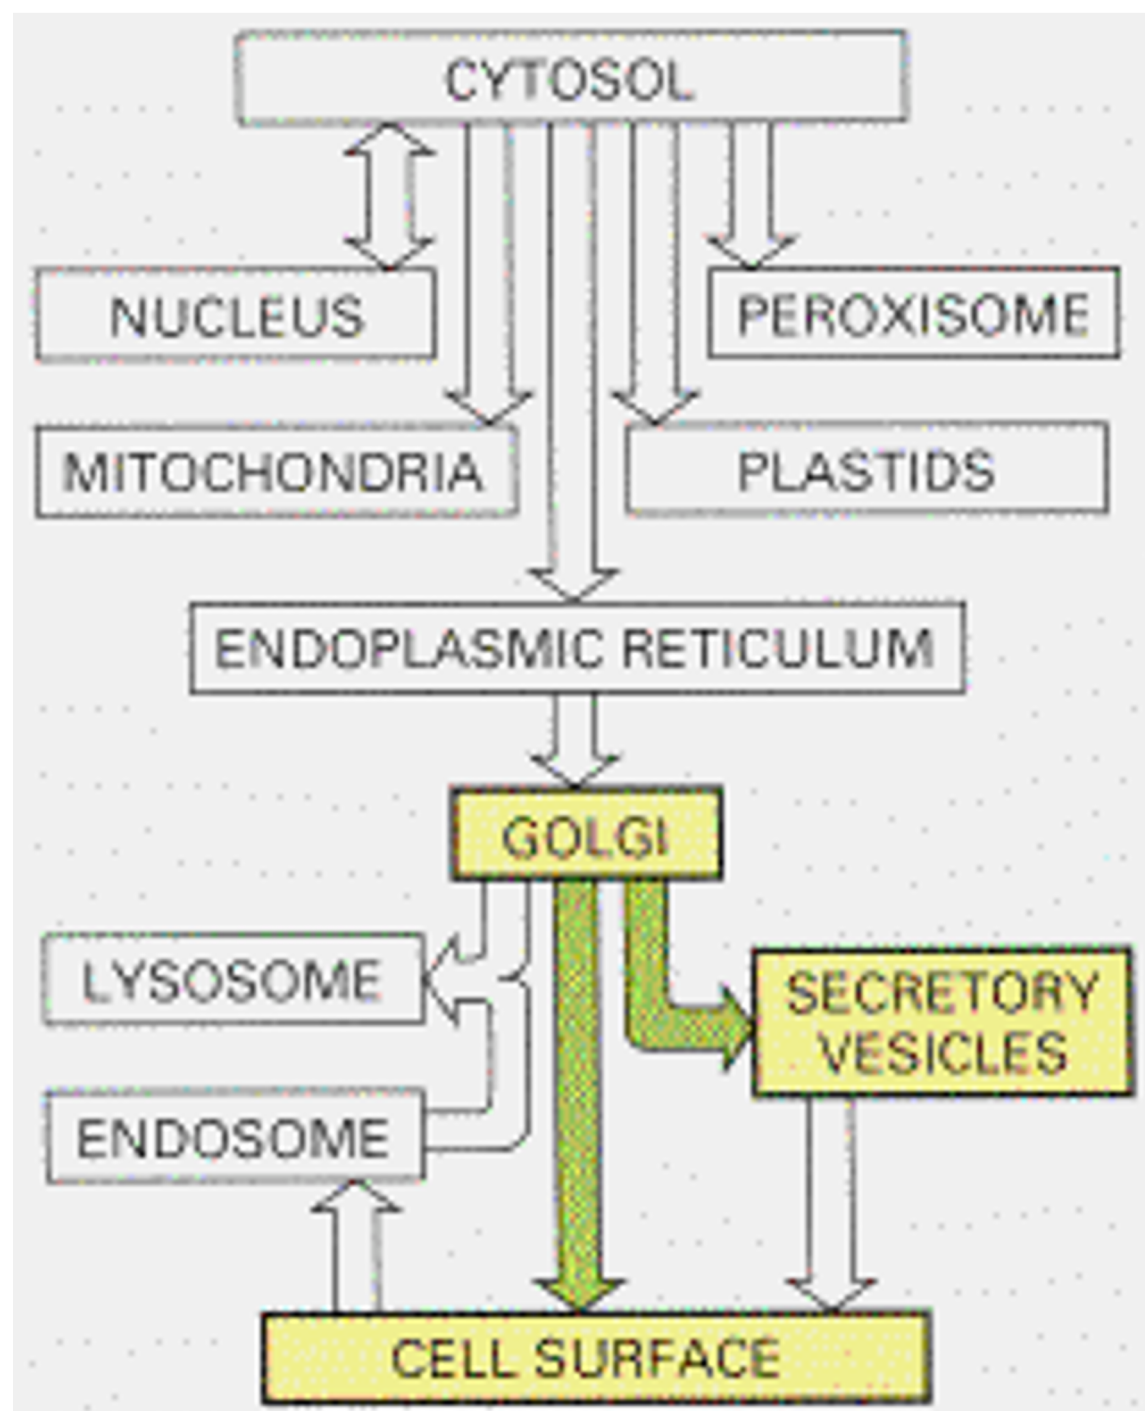 CYTOSOL
NUCLEUS
PEROXISOME
MITOCHONDRIA
PLASTIDS
ENDOPLASMIC RETICULUM
GOLGI
LYSOSOME
SECRETORY
VESICLES
ENDOSOME
CELL SURFACE